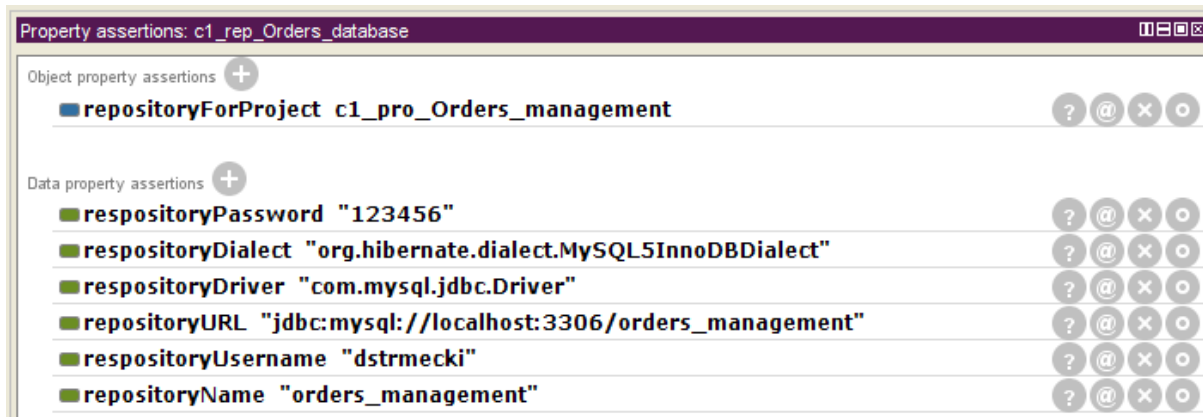 Property assertions: c1_rep_Orders_database
Object property assertions
repositoryForProject c1_pro_Orders_management
Data property assertions
respositoryPassword "123456"
respositoryDialect "org.hibernate.dialect.MySQL5InnoDBDialect"
respositoryDriver "com.mysql.jdbc.Driver"
repositoryURL "jdbc:mysql://localhost:3306/orders_management"
respositoryUsername "dstrmecki"
repositoryName "orders_management"